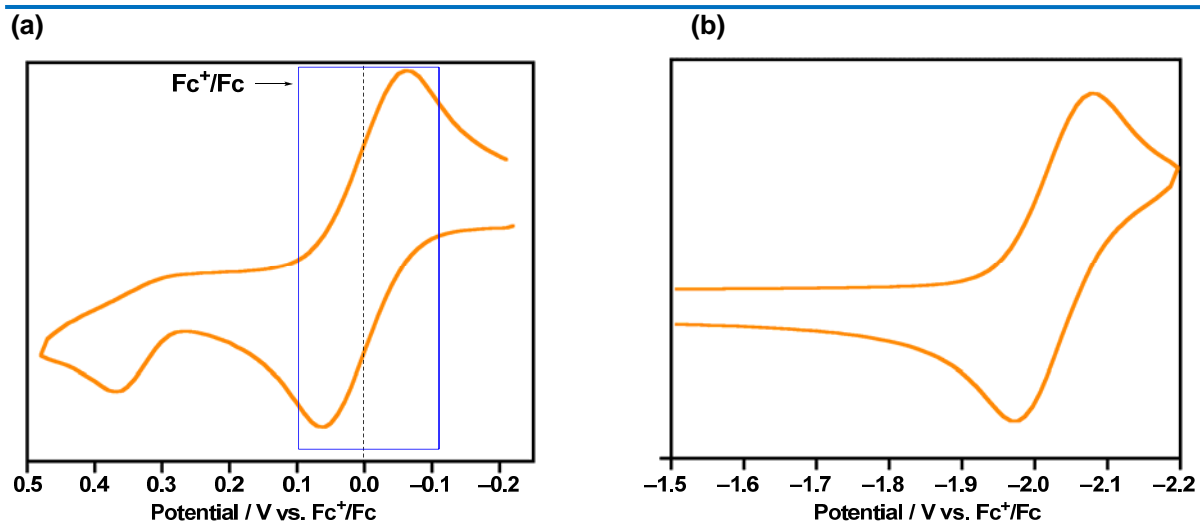 (a)
Fc⁺/Fc
0.5 0.4 0.3 0.2 0.1 0.0 –0.1 –0.2
Potential / V vs. Fc⁺/Fc
(b)
–1.5 –1.6 –1.7 –1.8 –1.9 –2.0 –2.1 –2.2
Potential / V vs. Fc⁺/Fc